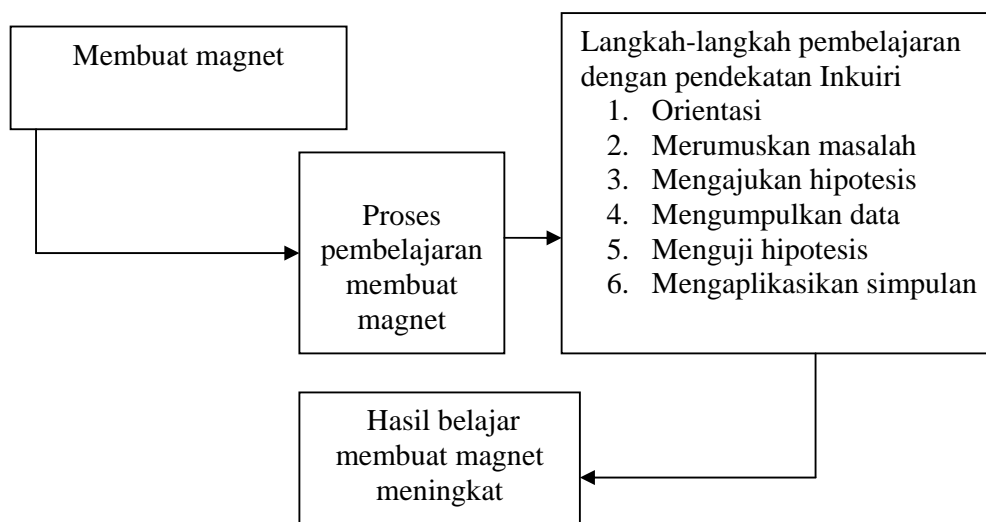 Membuat magnet
Langkah-langkah pembelajaran
dengan pendekatan Inkuiri
1. Orientasi
2. Merumuskan masalah
3. Mengajukan hipotesis
4. Mengumpulkan data
5. Menguji hipotesis
6. Mengaplikasikan simpulan
Proses
pembelajaran
membuat
magnet
Hasil belajar
membuat magnet
meningkat